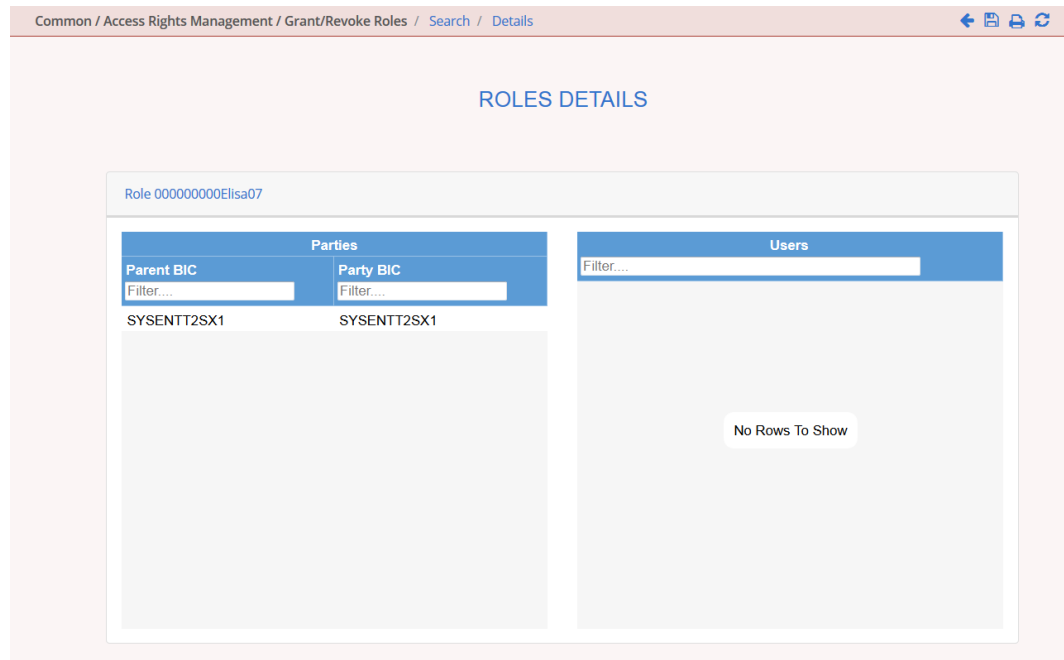 Common / Access Rights Management / Grant/Revoke Roles / Search / Details
ROLES DETAILS
Role 000000000Elisa07
Parties
Parent BIC Party BIC
Filter.... Filter....
SYSENTT2SX1 SYSENTT2SX1
Users
Filter....
No Rows To Show